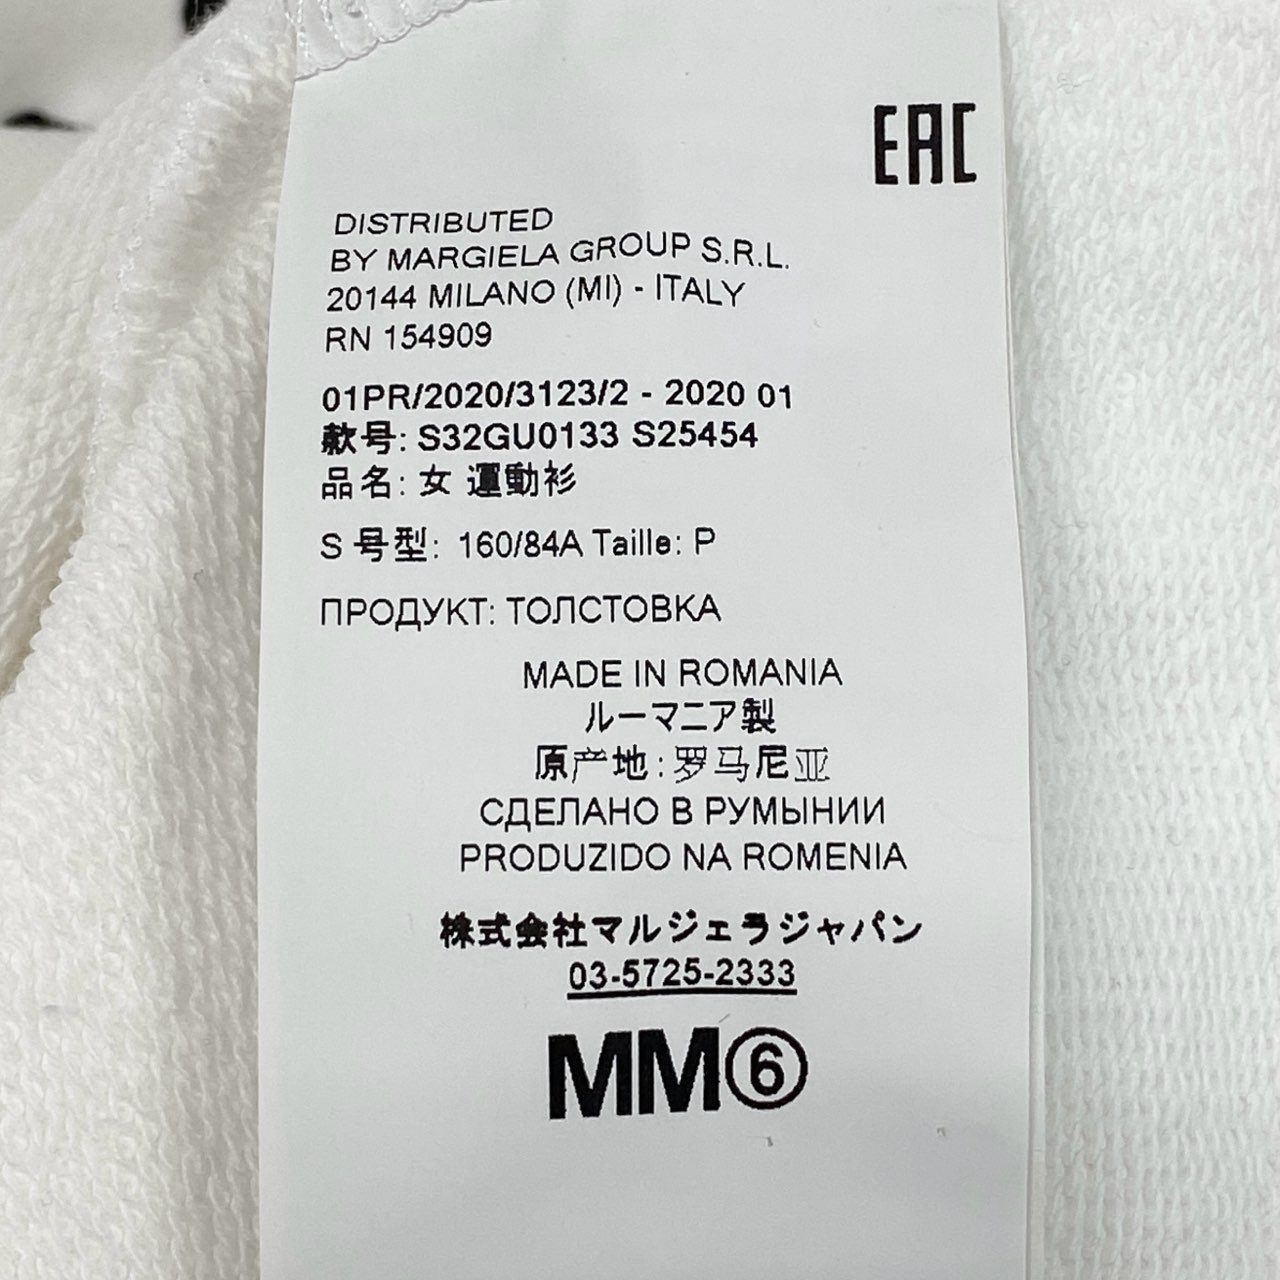 EAC
DISTRIBUTED
BY MARGIELA GROUP S.R.L.
20144 MILANO (MI) - ITALY
RN 154909
01PR/2020/3123/2 - 2020 01
款号: S32GU0133 S25454
品名: 女 運動衫
S 号型: 160/84A Taille: P
ПРОДУКТ: ТОЛСТОВКА
MADE IN ROMANIA
ルーマニア製
原产地: 罗马尼亚
СДЕЛАНО В РУМЫНИИ
PRODUZIDO NA ROMENIA
株式会社マルジェラジャパン
03-5725-2333
MM⑥